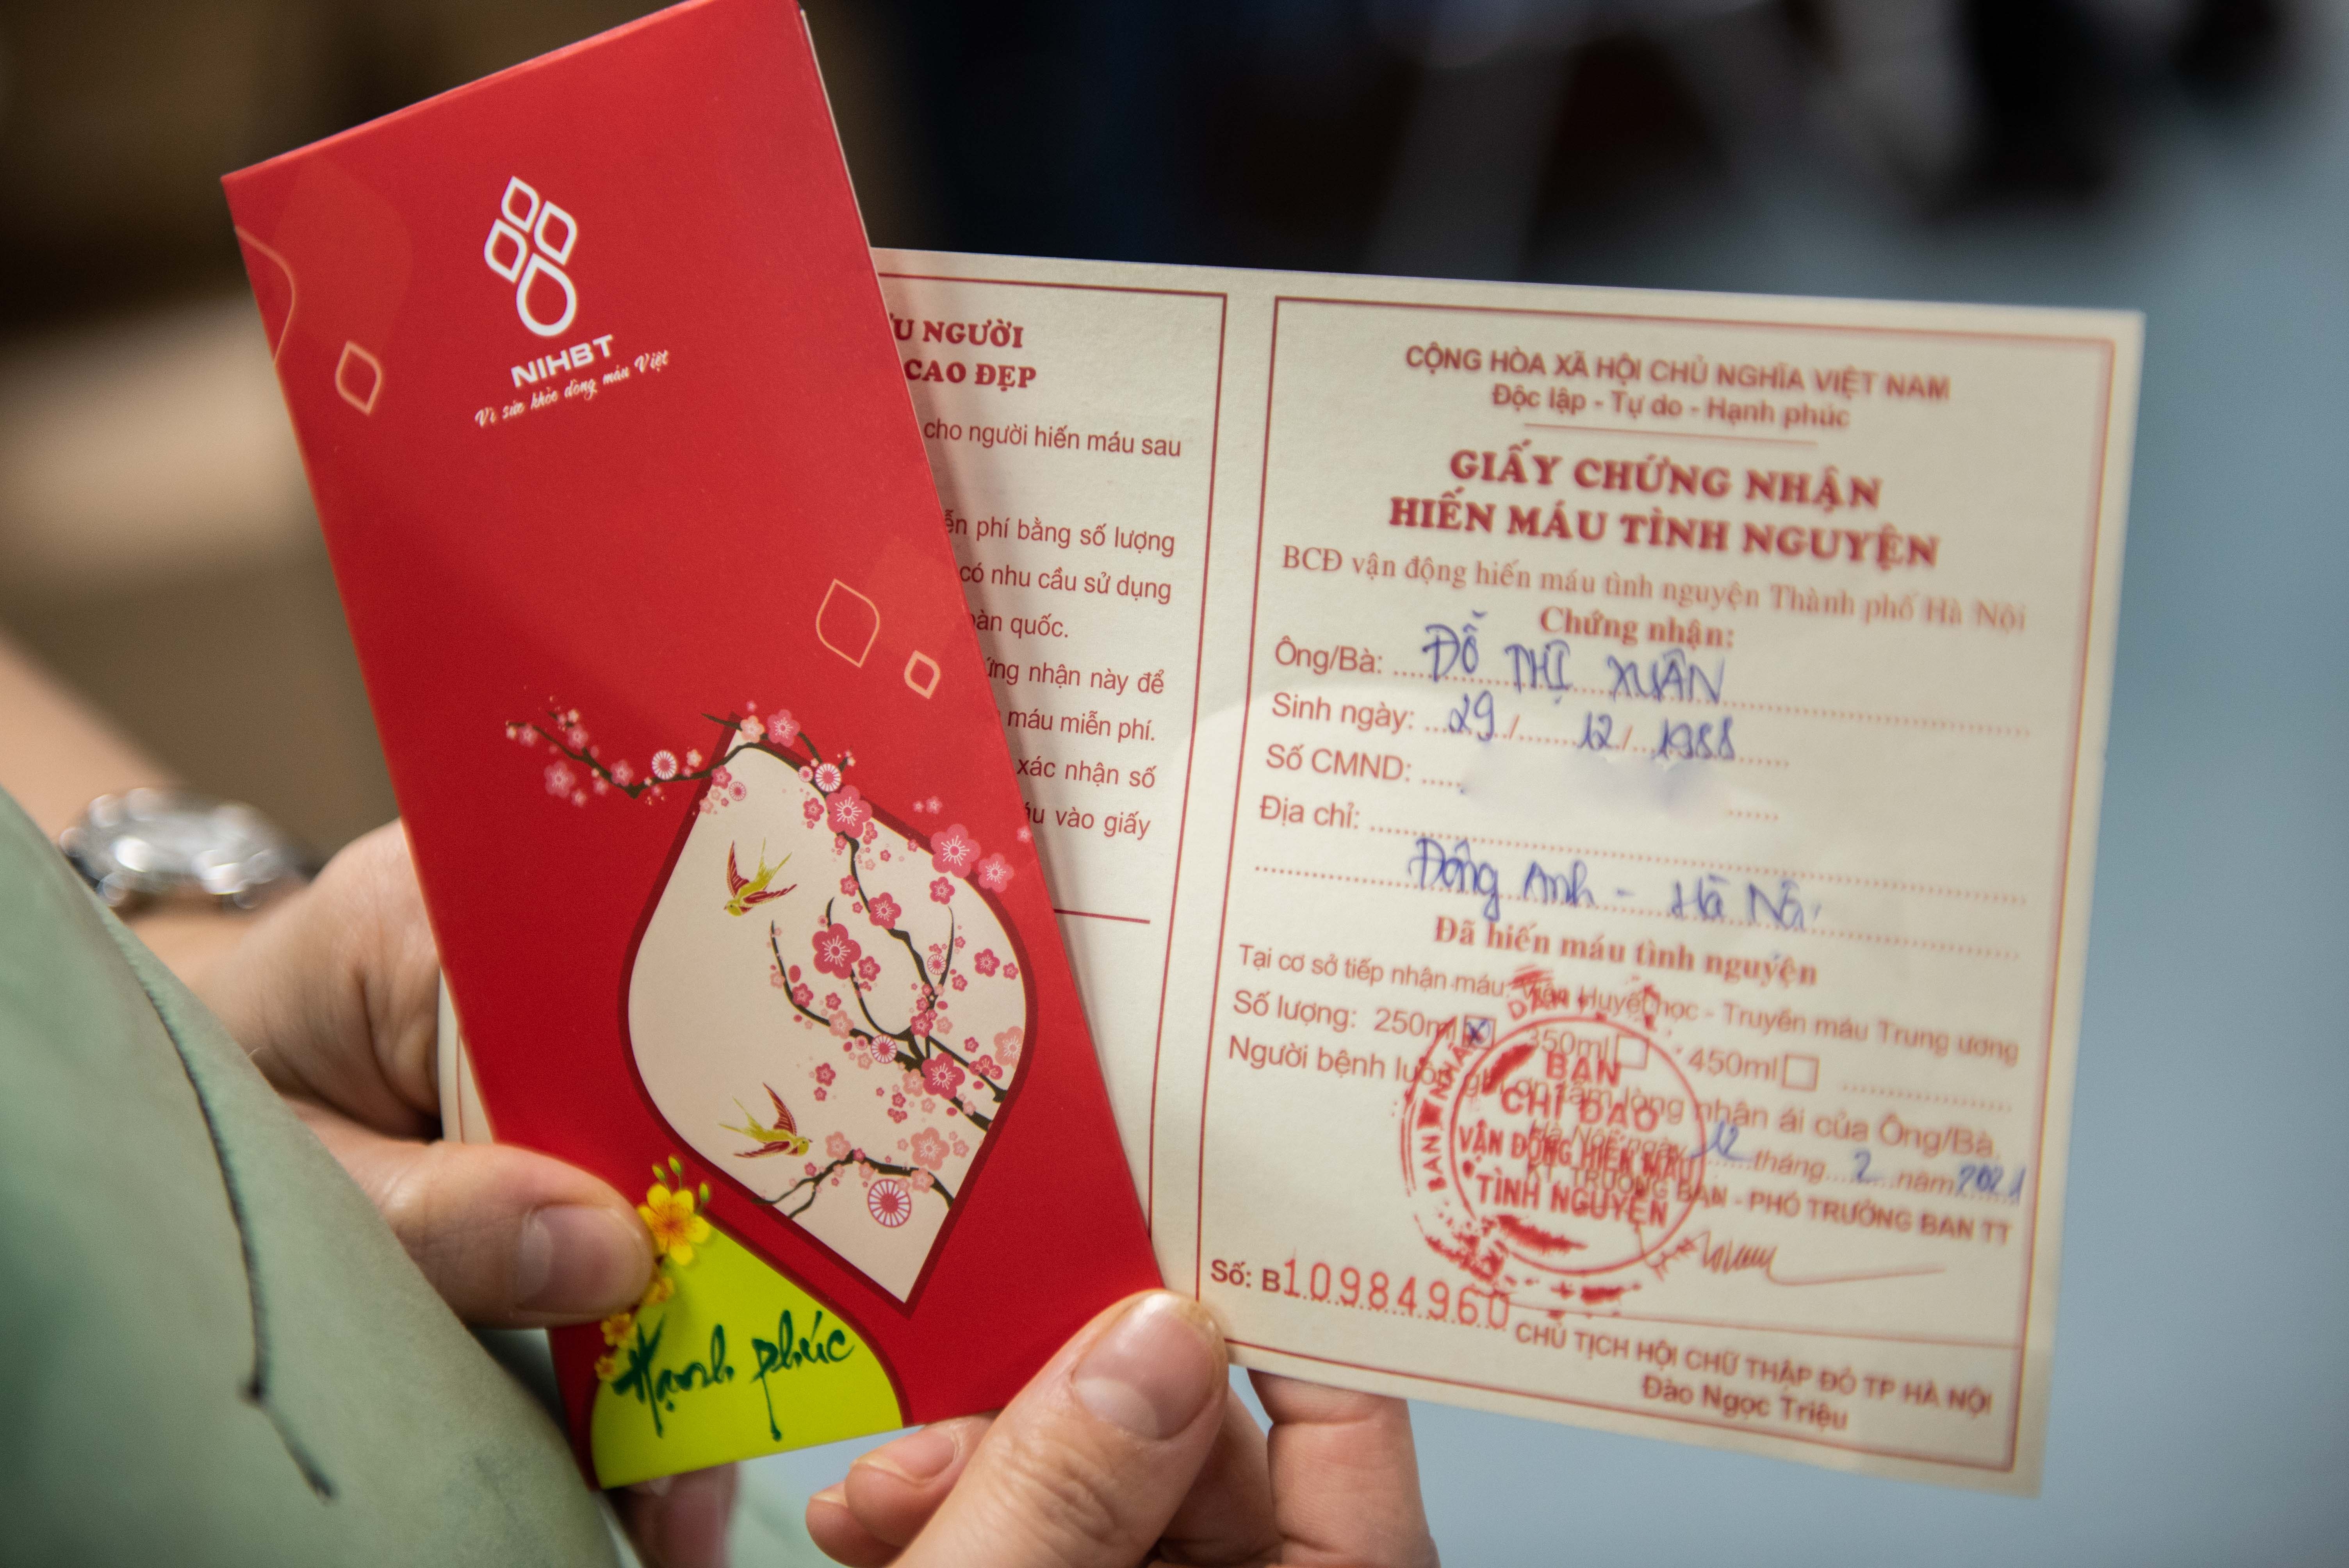 NIHBT
Vì sức khỏe dòng máu Việt
Hạnh phúc
U NGƯỜI
CAO ĐẸP
cho người hiến máu sau
ễn phí bằng số lượng
có nhu cầu sử dụng
àn quốc.
ứng nhận này để
máu miễn phí.
xác nhận số
áu vào giấy
CỘNG HÒA XÃ HỘI CHỦ NGHĨA VIỆT NAM
Độc lập - Tự do - Hạnh phúc
GIẤY CHỨNG NHẬN
HIẾN MÁU TÌNH NGUYỆN
BCĐ vận động hiến máu tình nguyện Thành phố Hà Nội
Chứng nhận:
Ông/Bà: ĐỖ THỊ XUÂN
Sinh ngày: 29 / 12 / 1988
Số CMND:
Địa chỉ:
Đông Anh - Hà Nội
Đã hiến máu tình nguyện
Tại cơ sở tiếp nhận máu: Viện Huyết học - Truyền máu Trung ương
Số lượng: 250ml 350ml 450ml
Người bệnh luôn ghi ơn tấm lòng nhân ái của Ông/Bà.
Hà Nội, ngày 12 tháng 2 năm 2021
KT. TRƯỞNG BAN - PHÓ TRƯỞNG BAN TT
BAN
CHỈ ĐẠO
VẬN ĐỘNG HIẾN MÁU
TÌNH NGUYỆN
Số: B10984960
CHỦ TỊCH HỘI CHỮ THẬP ĐỎ TP HÀ NỘI
Đào Ngọc Triệu